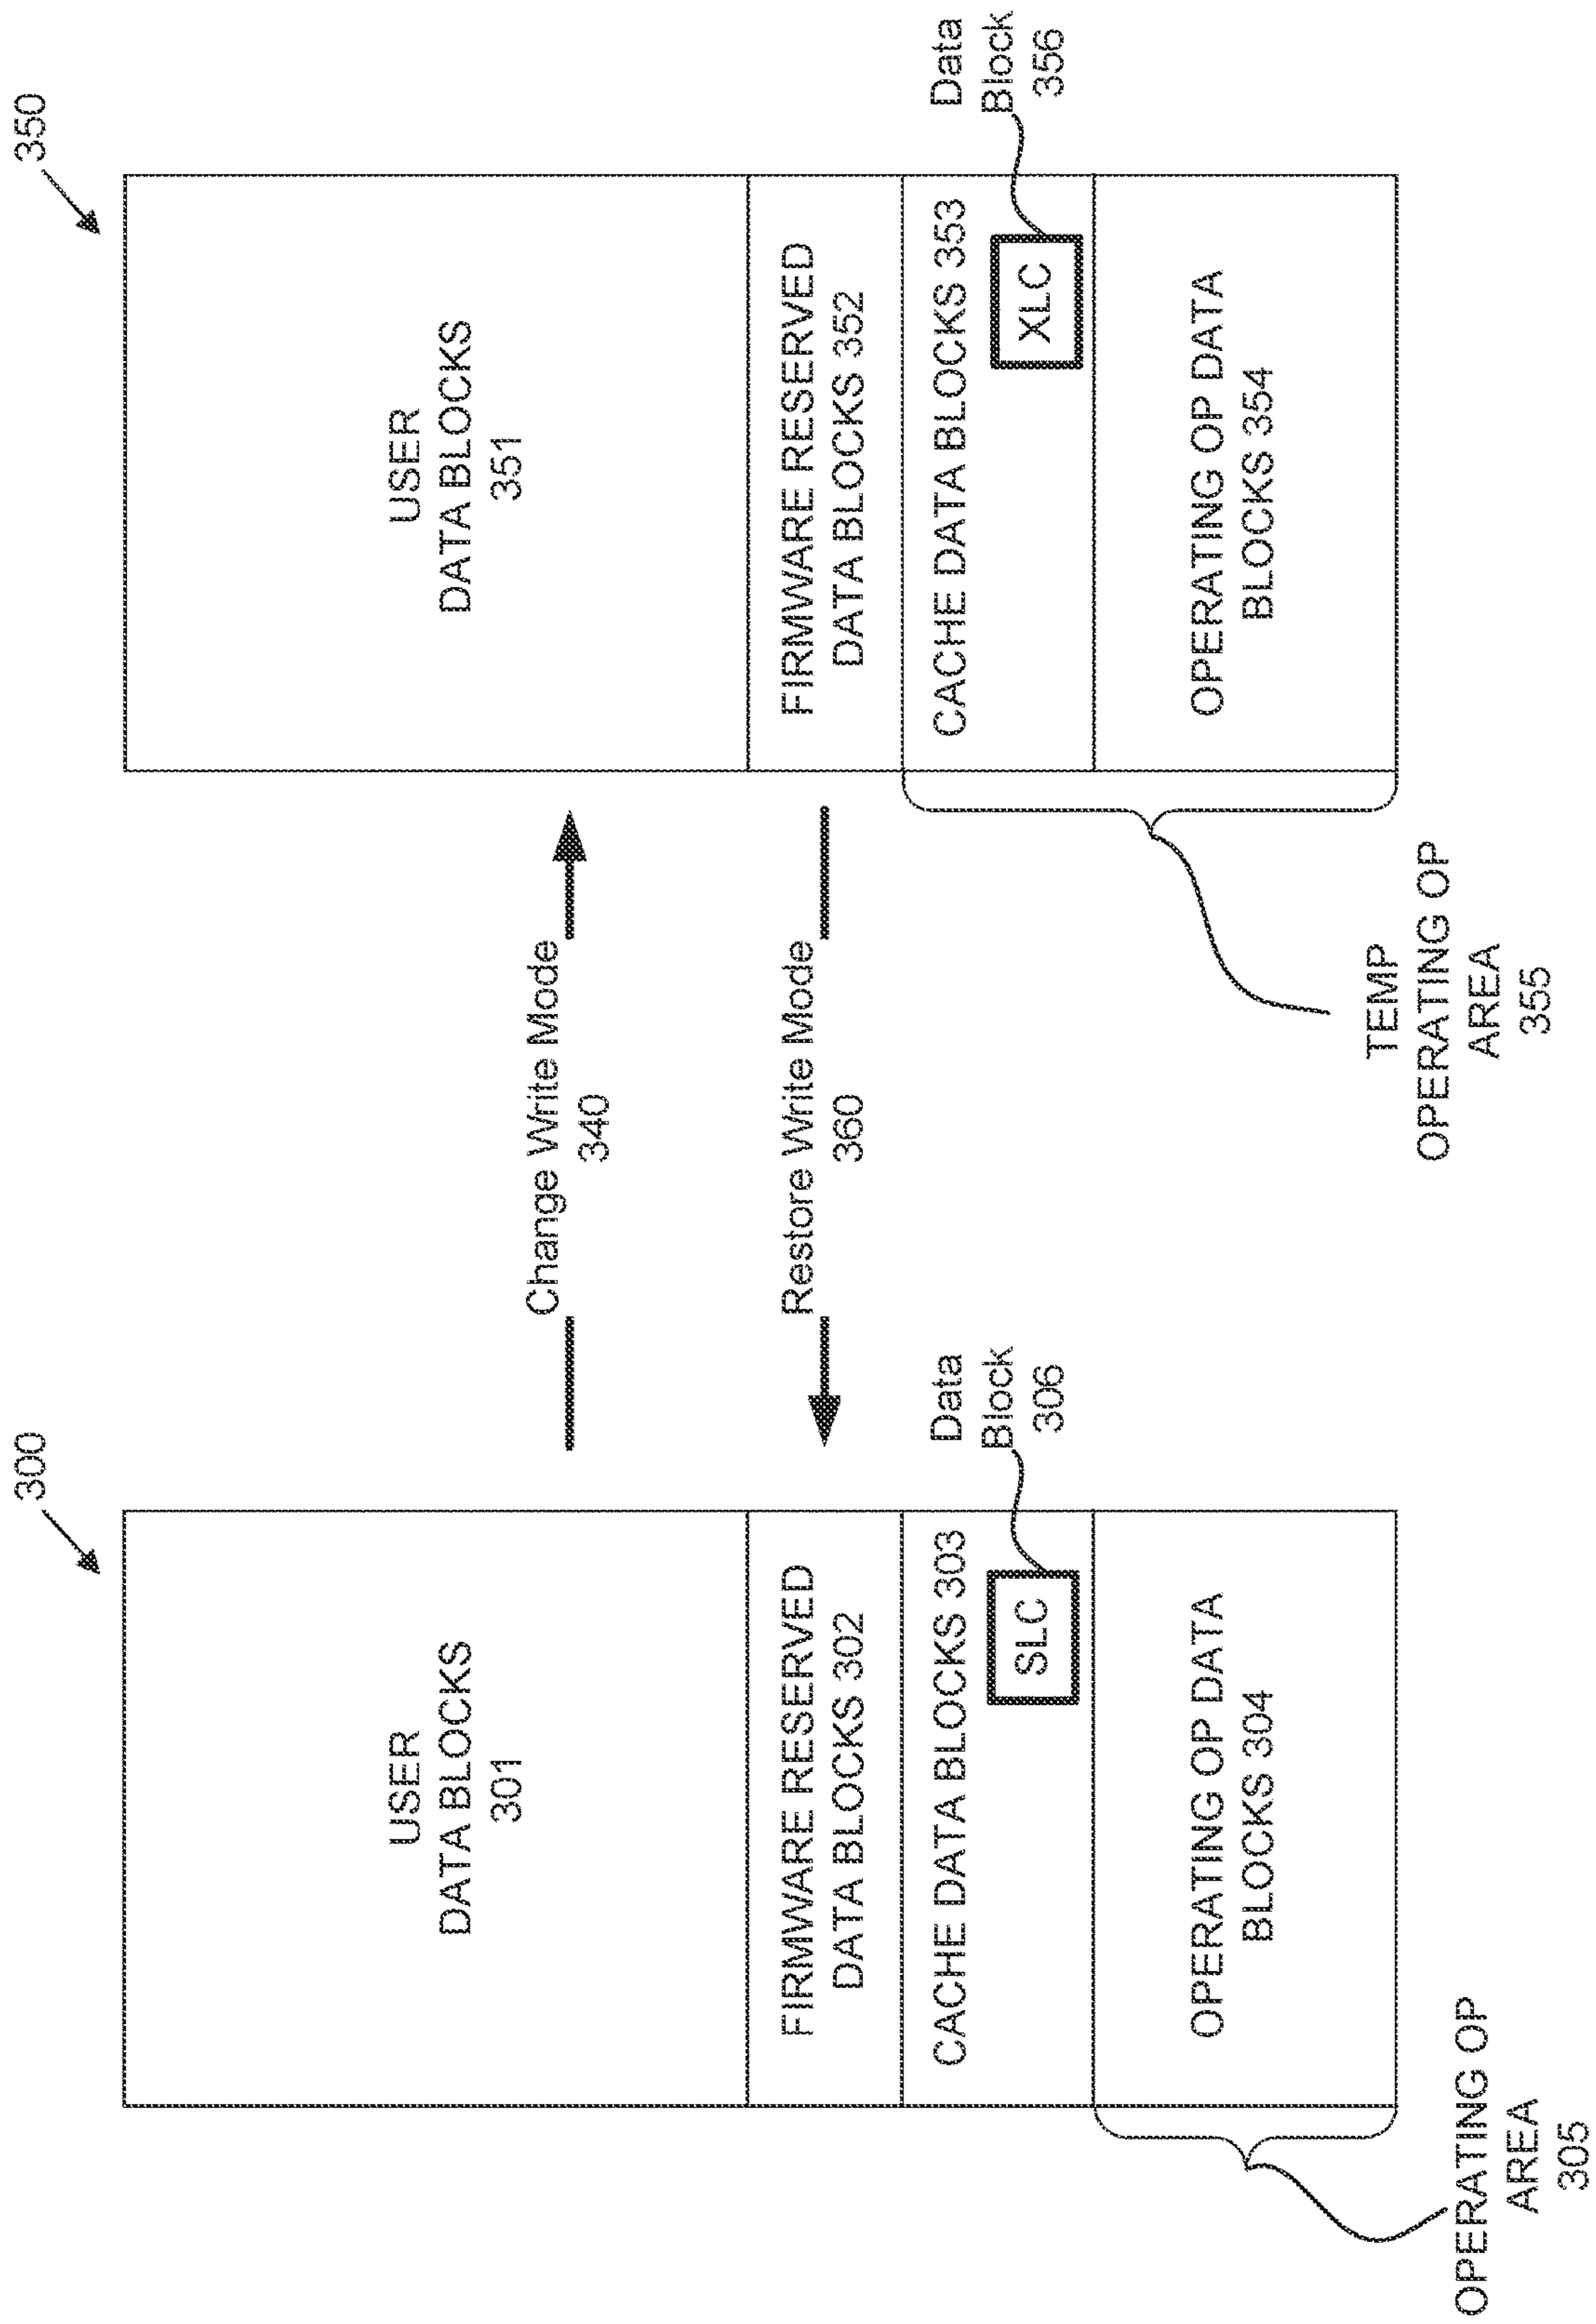 300
USER
DATA BLOCKS
301
FIRMWARE RESERVED
DATA BLOCKS 302
CACHE DATA BLOCKS 303
SLC
Data
Block
306
OPERATING OP DATA
BLOCKS 304
OPERATING OP
AREA
305
Change Write Mode
340
Restore Write Mode
360
350
USER
DATA BLOCKS
351
FIRMWARE RESERVED
DATA BLOCKS 352
CACHE DATA BLOCKS 353
XLC
Data
Block
356
OPERATING OP DATA
BLOCKS 354
TEMP
OPERATING OP
AREA
355